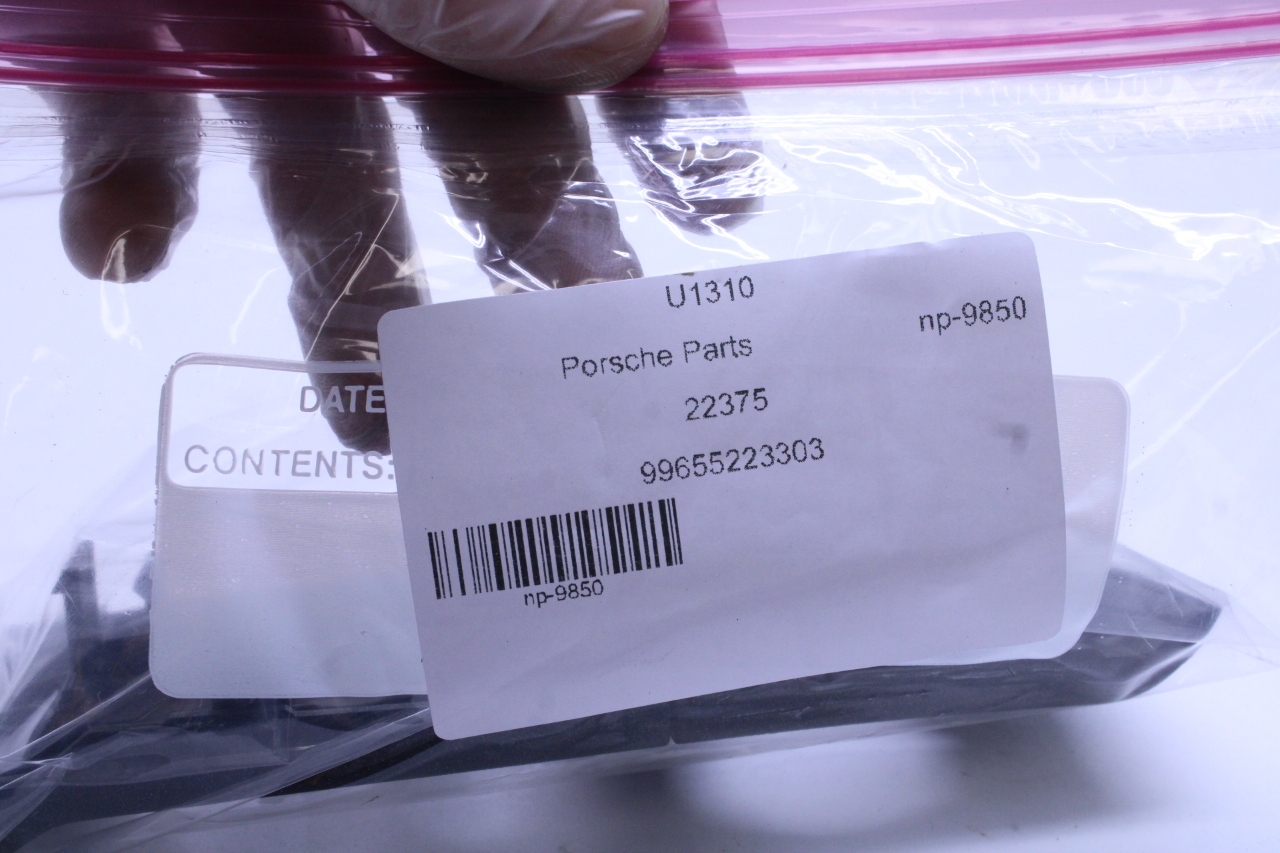 U1310
np-9850
Porsche Parts
22375
99655223303
np-9850
DATE
CONTENTS: